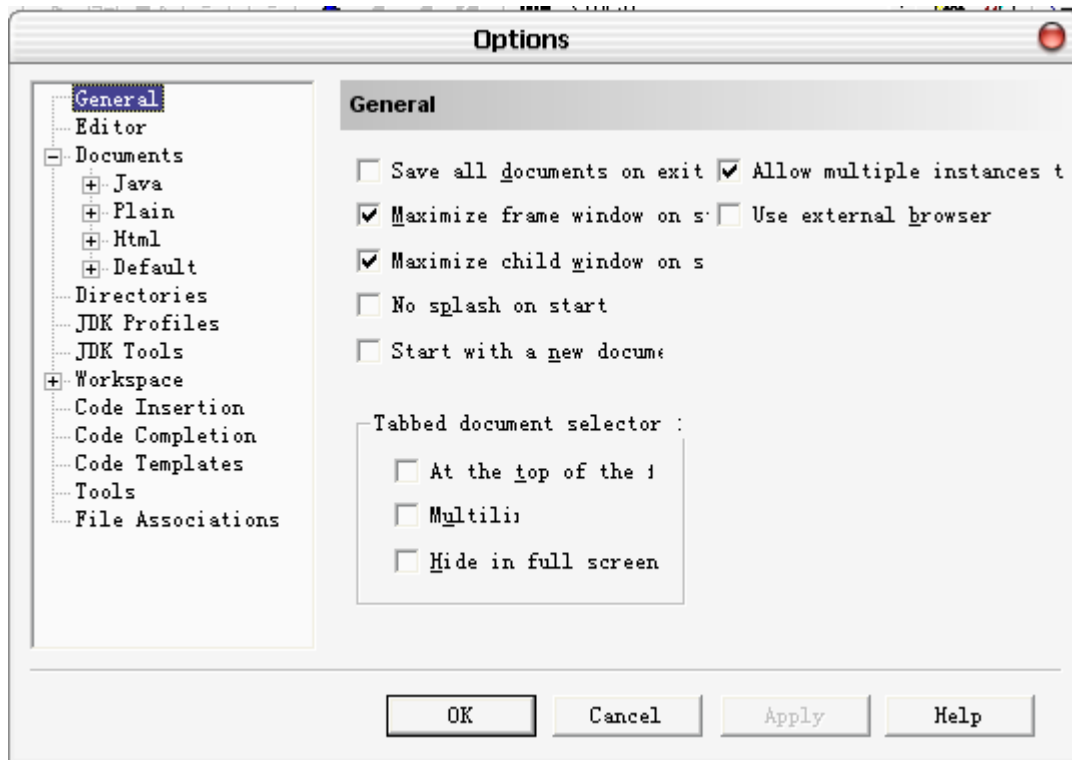 Options
General
Editor
Documents
Java
Plain
Html
Default
Directories
JDK Profiles
JDK Tools
Workspace
Code Insertion
Code Completion
Code Templates
Tools
File Associations
General
Save all documents on exit
Allow multiple instances t
Maximize frame window on s
Use external browser
Maximize child window on s
No splash on start
Start with a new docume
Tabbed document selector
At the top of the
Multili
Hide in full screen
OK
Cancel
Apply
Help